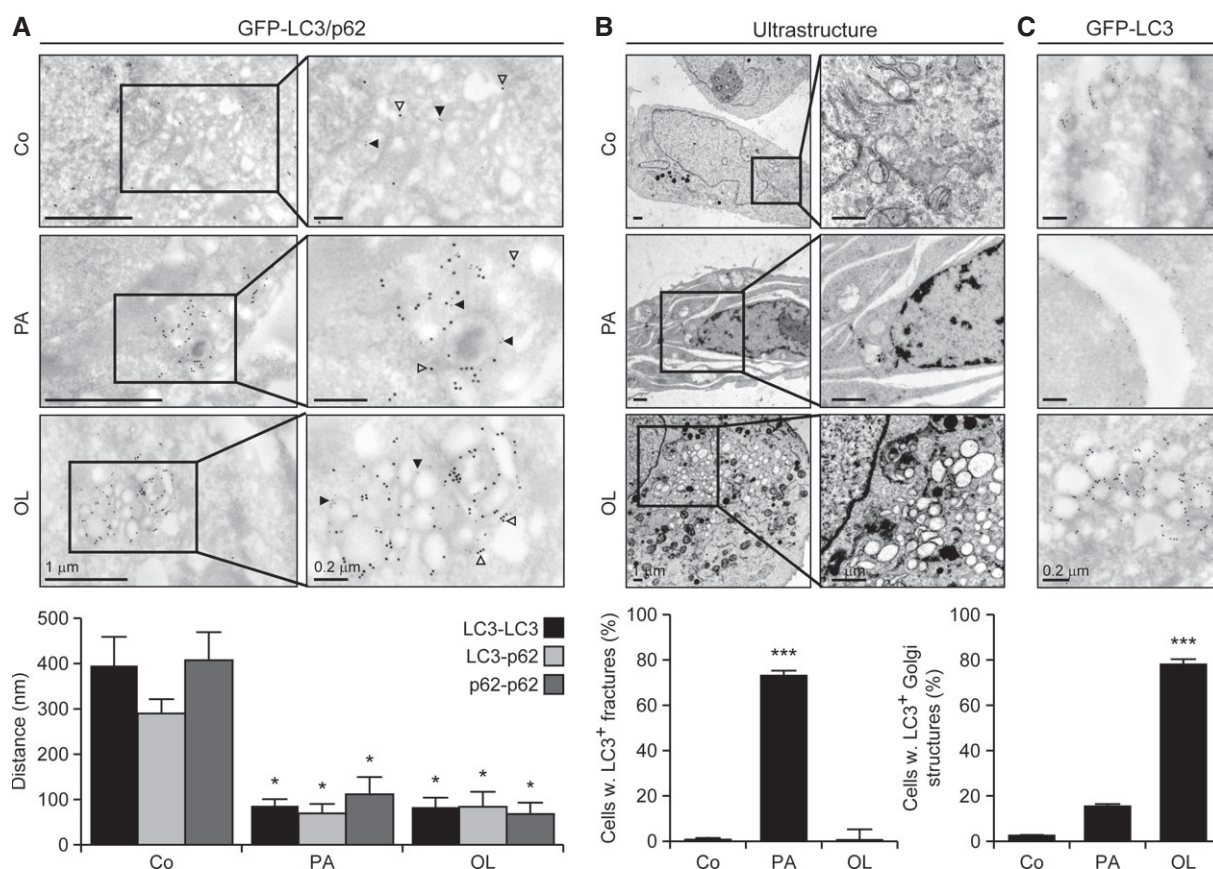 A
GFP-LC3/p62
B
Ultrastructure
C
GFP-LC3
Co
PA
OL
1 μm
0.2 μm
Co
PA
OL
1 μm
μm
0.2 μm
500
400
300
200
100
0
Distance (nm)
LC3-LC3
LC3-p62
p62-p62
* * * * * *
Co PA OL
100
80
60
40
20
0
Cells w. LC3⁺ fractures (%)
***
Co PA OL
100
80
60
40
20
0
Cells w. LC3⁺ Golgi
structures (%)
***
Co PA OL